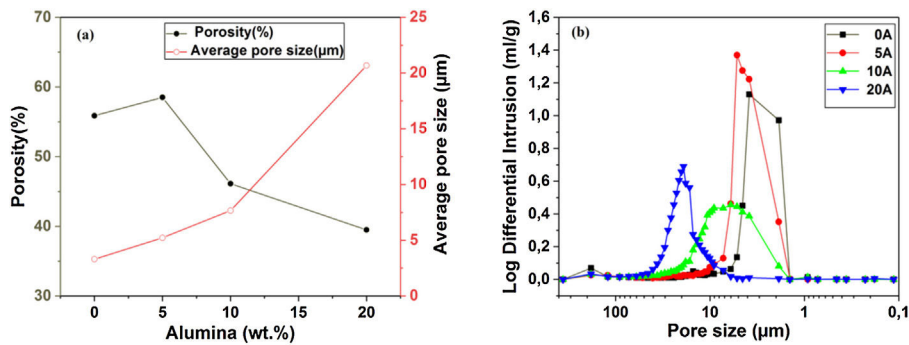 (a)
Porosity(%)
Average pore size(μm)
70
60
50
40
30
Porosity(%)
25
20
15
10
5
0
Average pore size (μm)
0 5 10 15 20
Alumina (wt.%)
(b)
0A
5A
10A
20A
1,6
1,4
1,2
1,0
0,8
0,6
0,4
0,2
0,0
Log Differential Intrusion (ml/g)
100 10 1 0,1
Pore size (μm)